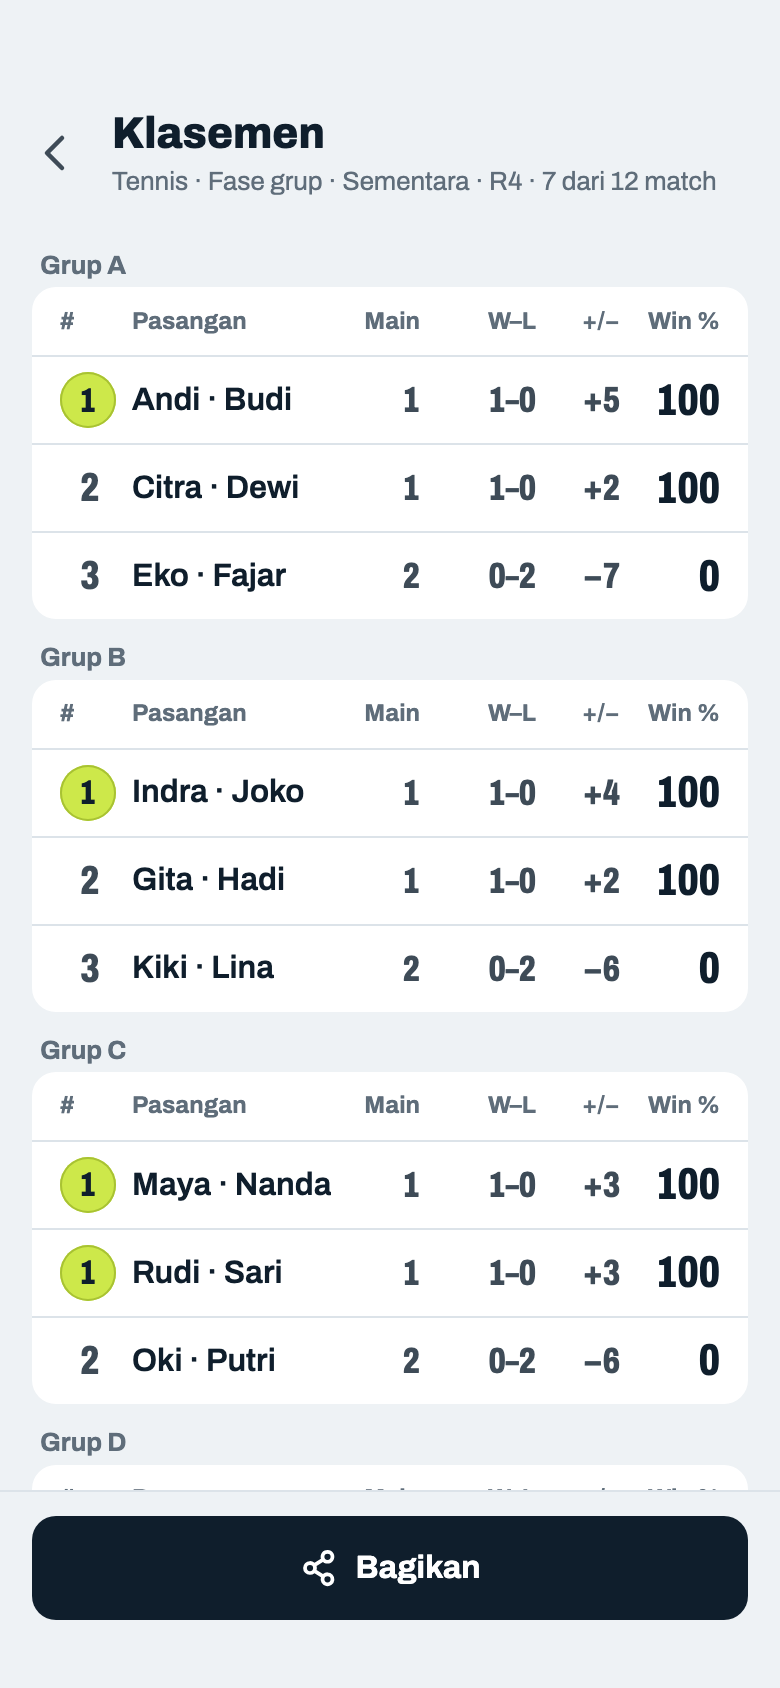 Klasemen
Tennis · Fase grup · Sementara · R4 · 7 dari 12 match
Grup A
# Pasangan Main W–L +/– Win %
1 Andi · Budi 1 1–0 +5 100
2 Citra · Dewi 1 1–0 +2 100
3 Eko · Fajar 2 0–2 –7 0
Grup B
# Pasangan Main W–L +/– Win %
1 Indra · Joko 1 1–0 +4 100
2 Gita · Hadi 1 1–0 +2 100
3 Kiki · Lina 2 0–2 –6 0
Grup C
# Pasangan Main W–L +/– Win %
1 Maya · Nanda 1 1–0 +3 100
1 Rudi · Sari 1 1–0 +3 100
2 Oki · Putri 2 0–2 –6 0
Grup D
Bagikan